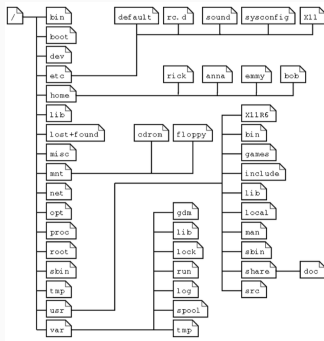 / bin default rc.d sound sysconfig X11
boot
dev
etc rick anna emmy bob
home
lib X11R6
lost+found cdrom floppy bin
misc games
mnt include
net lib
opt gdm local
proc lib man
root lock sbin
sbin run share doc
tmp log src
usr spool
var tmp